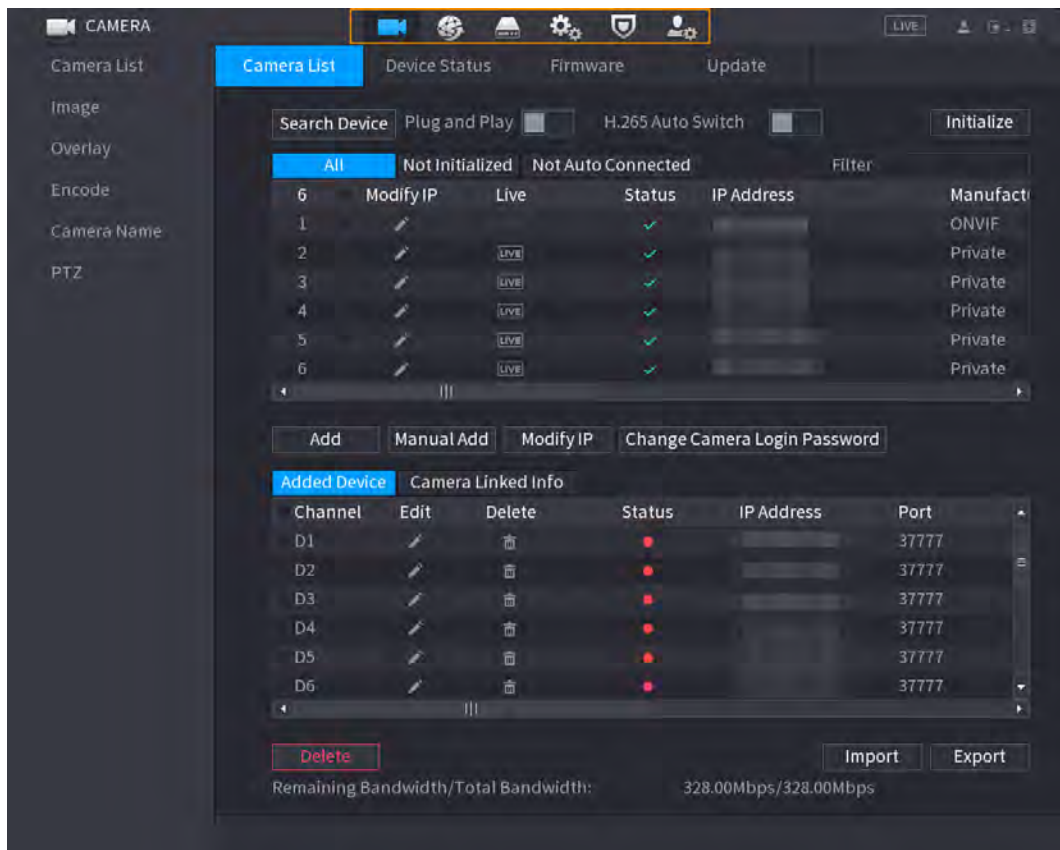 CAMERA LIVE
Camera List
Image
Overlay
Encode
Camera Name
PTZ
Camera List Device Status Firmware Update
Search Device Plug and Play H.265 Auto Switch Initialize
All Not Initialized Not Auto Connected Filter
6 Modify IP Live Status IP Address
1 ONVIF
2 LIVE Private
3 LIVE Private
4 LIVE Private
5 LIVE Private
6 LIVE Private
Add Manual Add Modify IP Change Camera Login Password
Added Device Camera Linked Info
Channel Edit Delete Status IP Address Port
D1 37777
D2 37777
D3 37777
D4 37777
D5 37777
D6 37777
Delete Import Export
Remaining Bandwidth/Total Bandwidth: 328.00Mbps/328.00Mbps